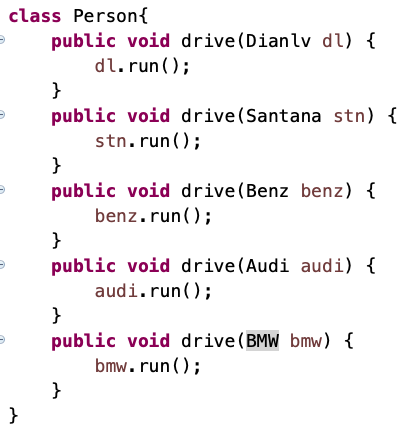 class Person{
    public void drive(Dianlv dl) {
        dl.run();
    }
    public void drive(Santana stn) {
        stn.run();
    }
    public void drive(Benz benz) {
        benz.run();
    }
    public void drive(Audi audi) {
        audi.run();
    }
    public void drive(BMW bmw) {
        bmw.run();
    }
}